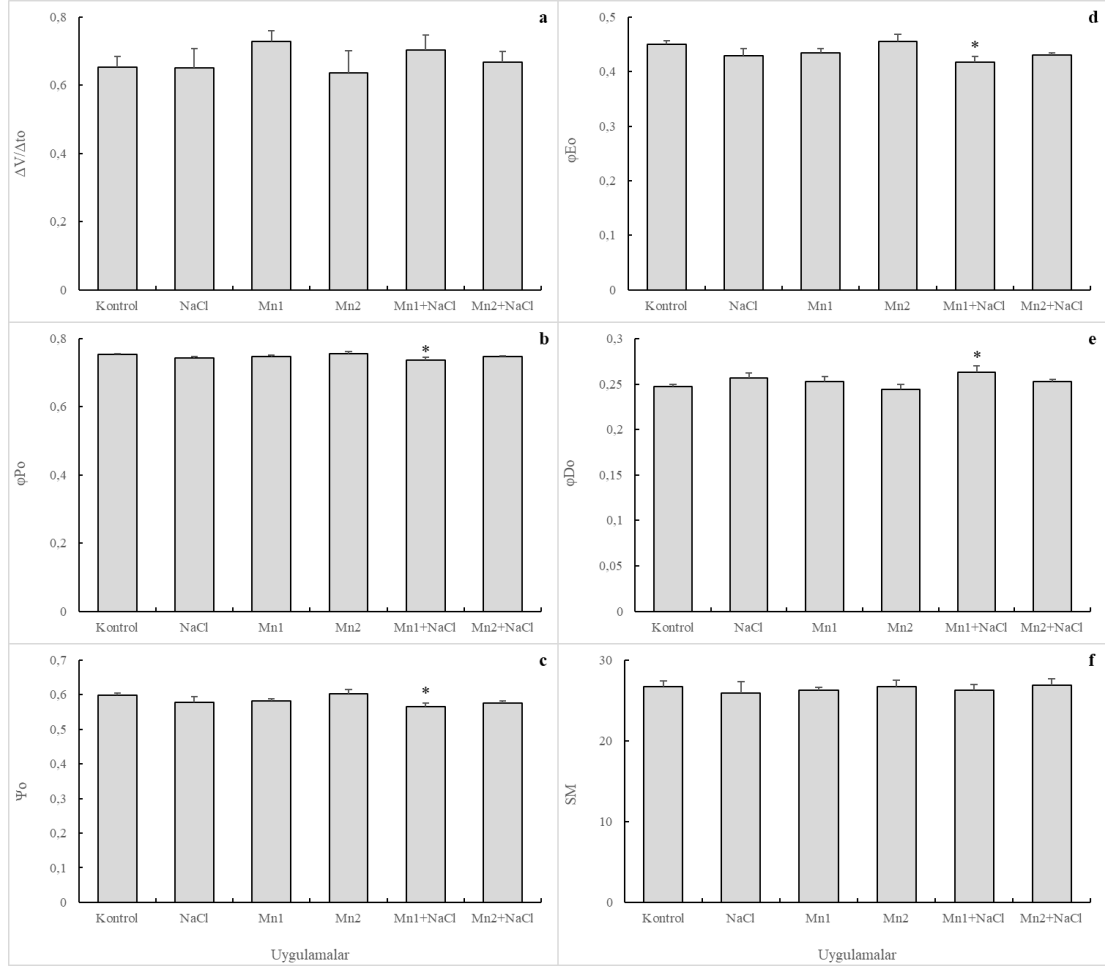 a
0,8
0,6
0,4
0,2
0
ΔV/Δto
Kontrol NaCl Mn1 Mn2 Mn1+NaCl Mn2+NaCl
d
0,5
0,4
0,3
0,2
0,1
0
φEo
*
Kontrol NaCl Mn1 Mn2 Mn1+NaCl Mn2+NaCl
b
0,8
0,6
0,4
0,2
0
φPo
*
Kontrol NaCl Mn1 Mn2 Mn1+NaCl Mn2+NaCl
e
0,3
0,25
0,2
0,15
0,1
0,05
0
φDo
*
Kontrol NaCl Mn1 Mn2 Mn1+NaCl Mn2+NaCl
c
0,7
0,6
0,5
0,4
0,3
0,2
0,1
0
Ψo
*
Kontrol NaCl Mn1 Mn2 Mn1+NaCl Mn2+NaCl
Uygulamalar
f
30
20
10
0
SM
Kontrol NaCl Mn1 Mn2 Mn1+NaCl Mn2+NaCl
Uygulamalar